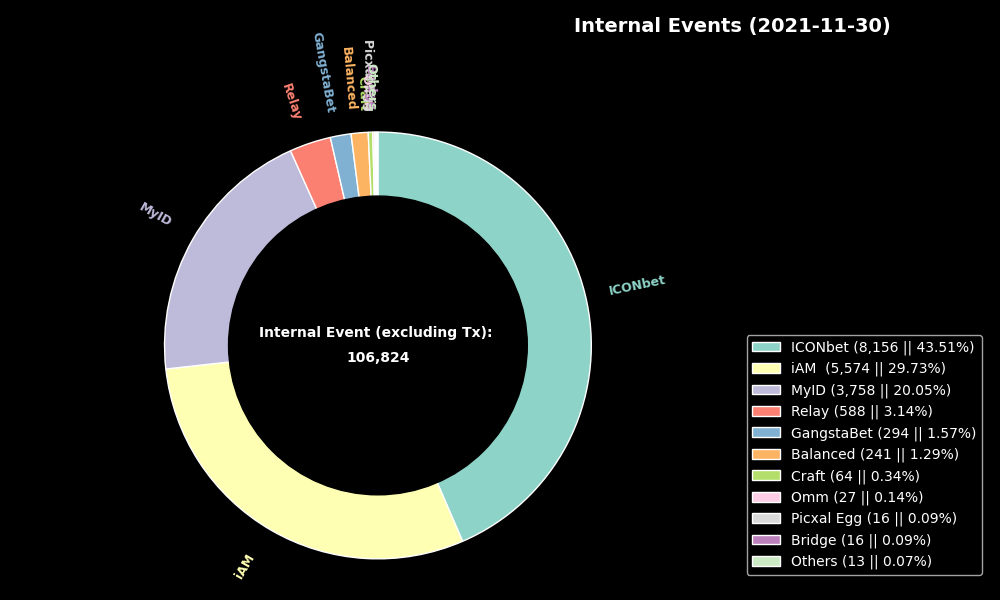 Internal Events (2021-11-30)
GangstaBet
Balanced
Relay
Craft
Others
MyID
ICONbet
Internal Event (excluding Tx):
106,824
iAM
ICONbet (8,156 || 43.51%)
iAM  (5,574 || 29.73%)
MyID (3,758 || 20.05%)
Relay (588 || 3.14%)
GangstaBet (294 || 1.57%)
Balanced (241 || 1.29%)
Craft (64 || 0.34%)
Omm (27 || 0.14%)
Picxal Egg (16 || 0.09%)
Bridge (16 || 0.09%)
Others (13 || 0.07%)